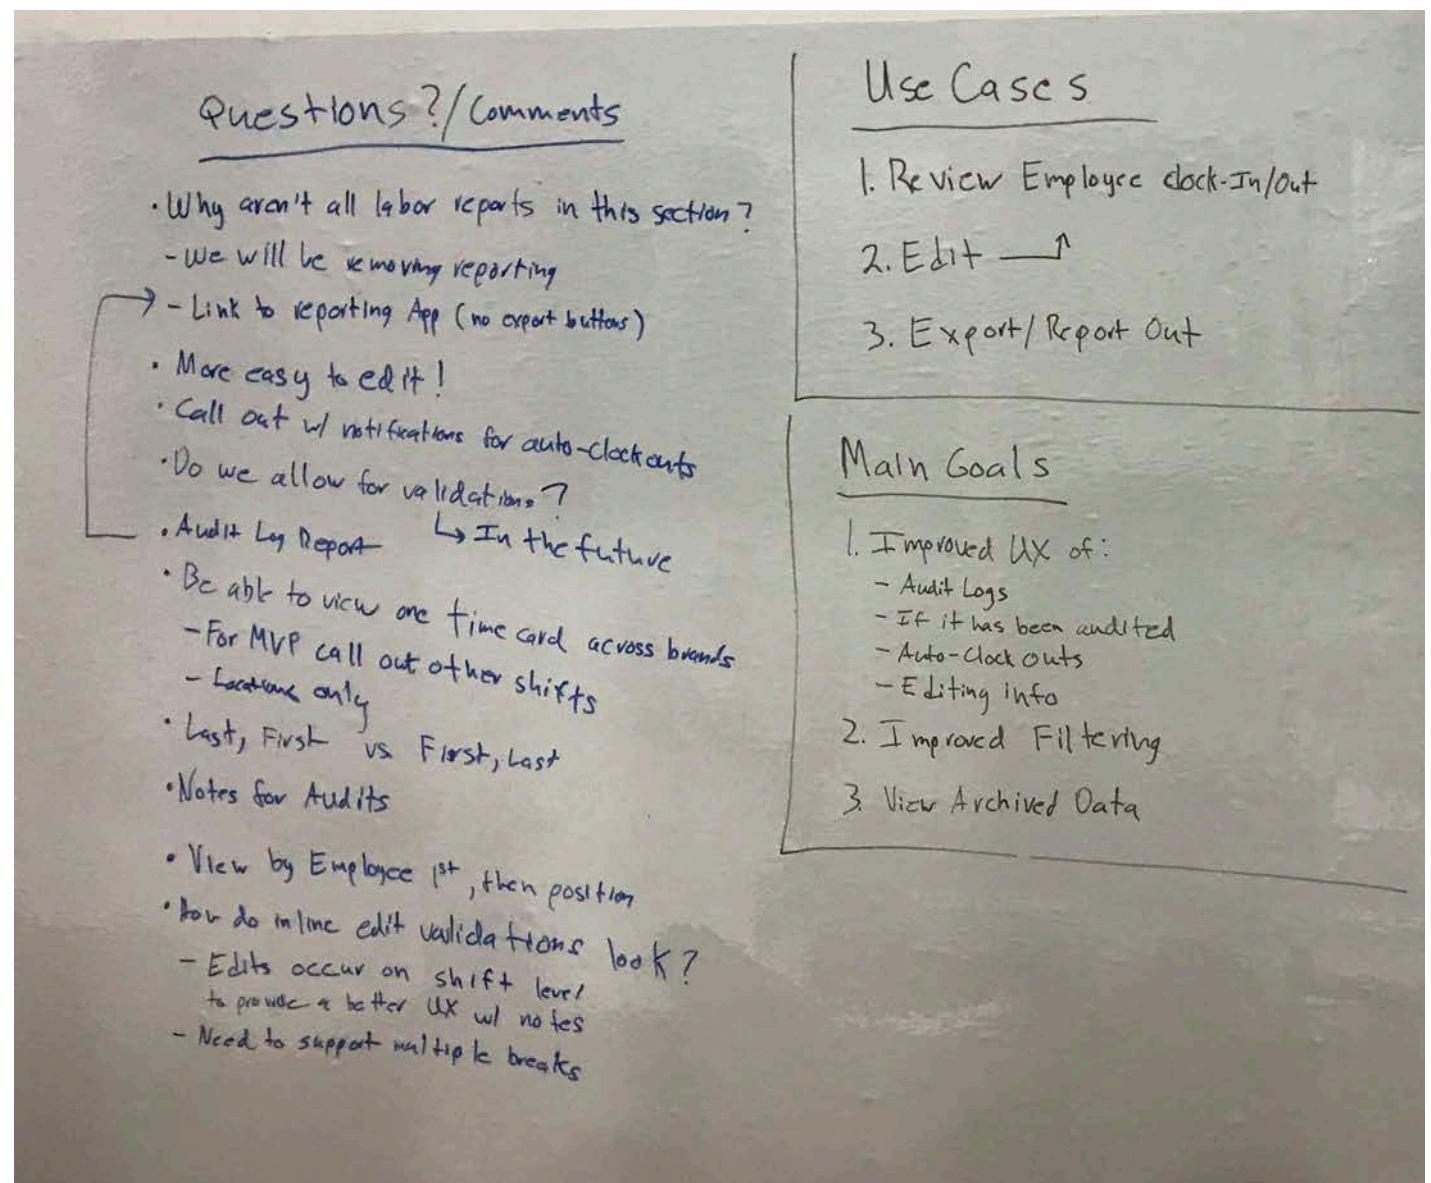 Questions?/Comments
• Why aren't all labor reports in this section?
- We will be removing reporting
- Link to reporting App (no export buttons)
• More easy to edit!
• Call out w/ notifications for auto-clockouts
• Do we allow for validations?
↳ In the future
• Audit Log Report
• Be able to view one time card across brands
- For MVP call out other shifts
- Locations only
• Last, First vs First, Last
• Notes for Audits
• View by Employee 1st, then position
• How do inline edit validations look?
- Edits occur on shift level
to provide a better UX w/ notes
- Need to support multiple breaks
Use Cases
1. Review Employee clock-In/Out
2. Edit
3. Export/Report Out
Main Goals
1. Improved UX of:
- Audit Logs
- If it has been audited
- Auto-Clock outs
- Editing info
2. Improved Filtering
3. View Archived Data